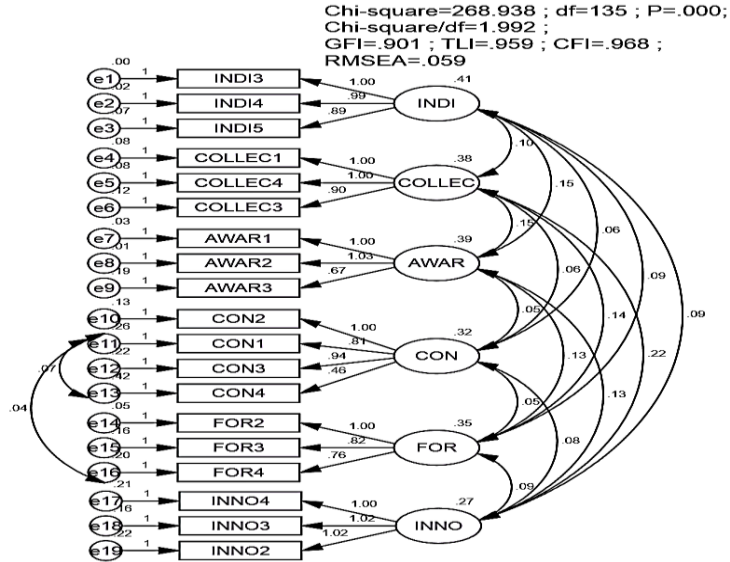 Chi-square=268.938 ; df=135 ; P=.000;
Chi-square/df=1.992 ;
GFI=.901 ; TLI=.959 ; CFI=.968 ;
RMSEA=.059
.00
e1 1 INDI3 1.00 .41
.02
e2 1 INDI4 .99 INDI
.07
e3 1 INDI5 .89
.10
.08
e4 1 COLLEC1 1.00 .38
.08
e5 1 COLLEC4 1.00 COLLEC .15
.12
e6 1 COLLEC3 .90
.15 .06
.03
e7 1 AWAR1 1.00 .39
.01
e8 1 AWAR2 1.03 AWAR .06 .09
.19
e9 1 AWAR3 .67
.05 .14 .09
.13
e10 1 CON2 1.00 .32
.26
e11 1 CON1 .81
.22
e12 1 CON3 .94 CON .13 .22
.07
.42
e13 1 CON4 .46
.05 .13
.04
.05
e14 1 FOR2 1.00 .35
.16
e15 1 FOR3 .82 FOR .08
.20
e16 1 FOR4 .76
.09
.21
e17 1 INNO4 1.00 .27
.16
e18 1 INNO3 1.02 INNO
.22
e19 1 INNO2 1.02